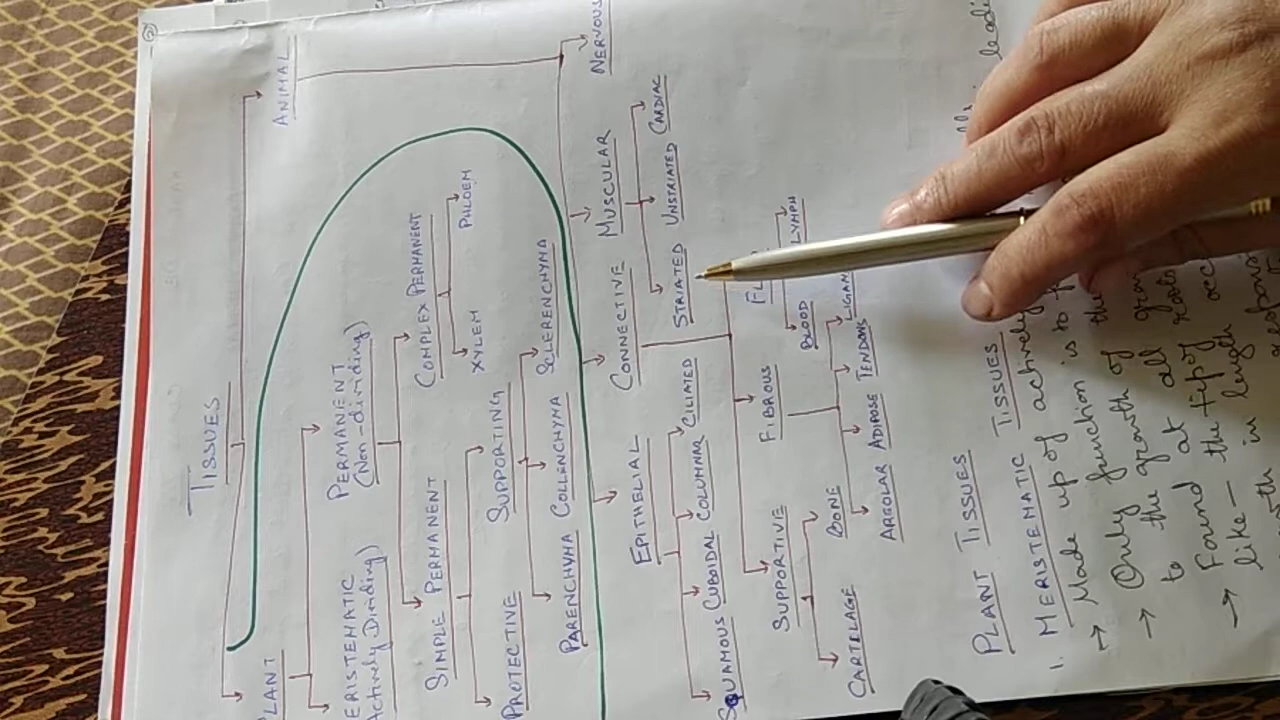 TISSUES
PLANT ANIMAL
MERISTEMATIC PERMANENT
(Actively Dividing) (Non-dividing)
SIMPLE PERMANENT COMPLEX PERMANENT
PROTECTIVE SUPPORTING XYLEM PHLOEM
PARENCHYMA COLLENCHYMA SCLERENCHYMA
EPITHELIAL CONNECTIVE MUSCULAR NERVOUS
SQUAMOUS CUBOIDAL COLUMNAR CILIATED STRIATED UNSTRIATED CARDIAC
SUPPORTIVE FIBROUS
CARTILAGE BONE BLOOD LYMPH
AREOLAR ADIPOSE TENDONS
PLANT TISSUES
1. MERISTEMATIC TISSUES
→ Made up of actively
Only function is to
→ the growth of
to at all
→ Found the tip of
like - length
in